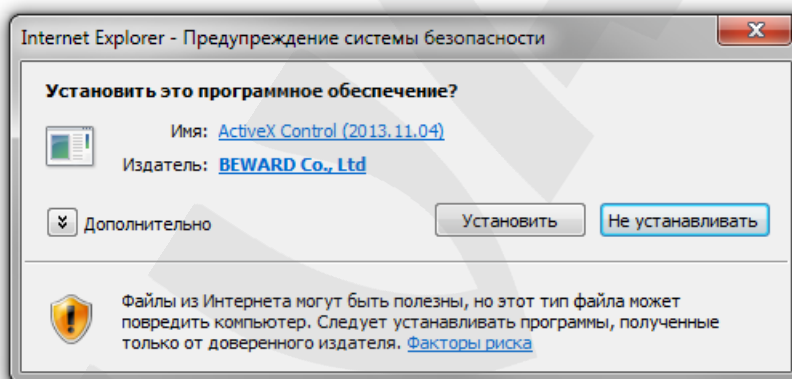 Internet Explorer - Предупреждение системы безопасности
Установить это программное обеспечение?
Имя: ActiveX Control (2013.11.04)
Издатель: BEWARD Co., Ltd
Дополнительно
Установить
Не устанавливать
Файлы из Интернета могут быть полезны, но этот тип файла может
повредить компьютер. Следует устанавливать программы, полученные
только от доверенного издателя. Факторы риска